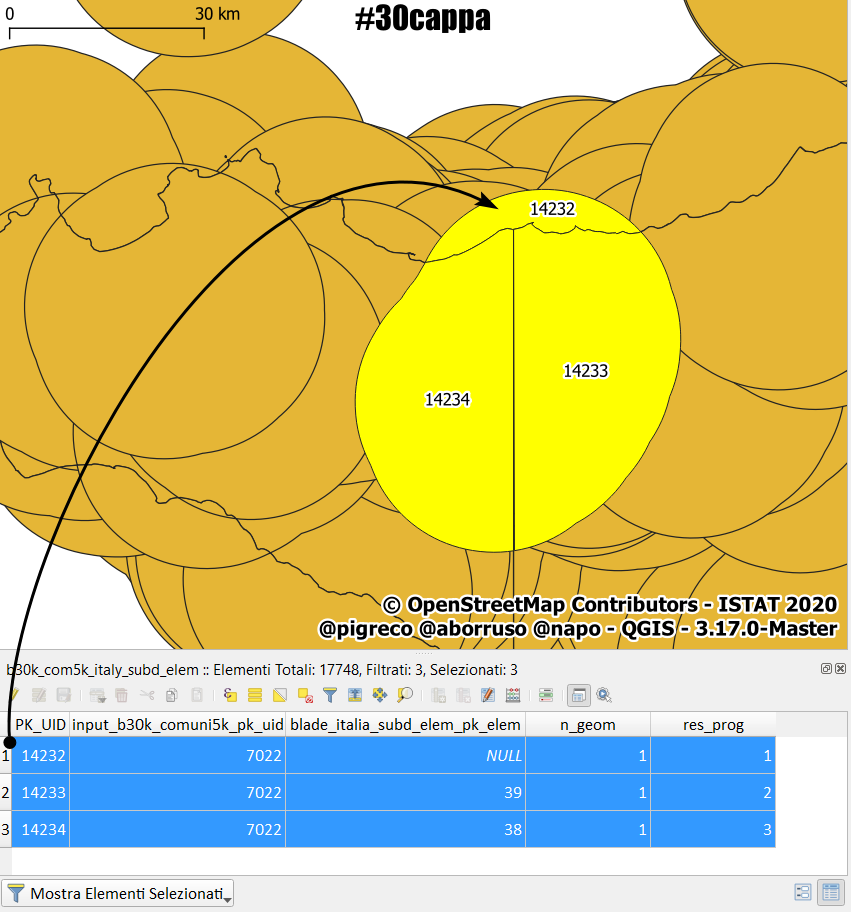 0 30 km
#30cappa
14232
14233
14234
© OpenStreetMap Contributors - ISTAT 2020
@pigreco @aborruso @napo - QGIS - 3.17.0-Master
b30k_com5k_italy_subd_elem :: Elementi Totali: 17748, Filtrati: 3, Selezionati: 3
PK_UID input_b30k_comuni5k_pk_uid blade_italia_subd_elem_pk_elem n_geom res_prog
1 14232 7022 NULL 1 1
2 14233 7022 39 1 2
3 14234 7022 38 1 3
Mostra Elementi Selezionati